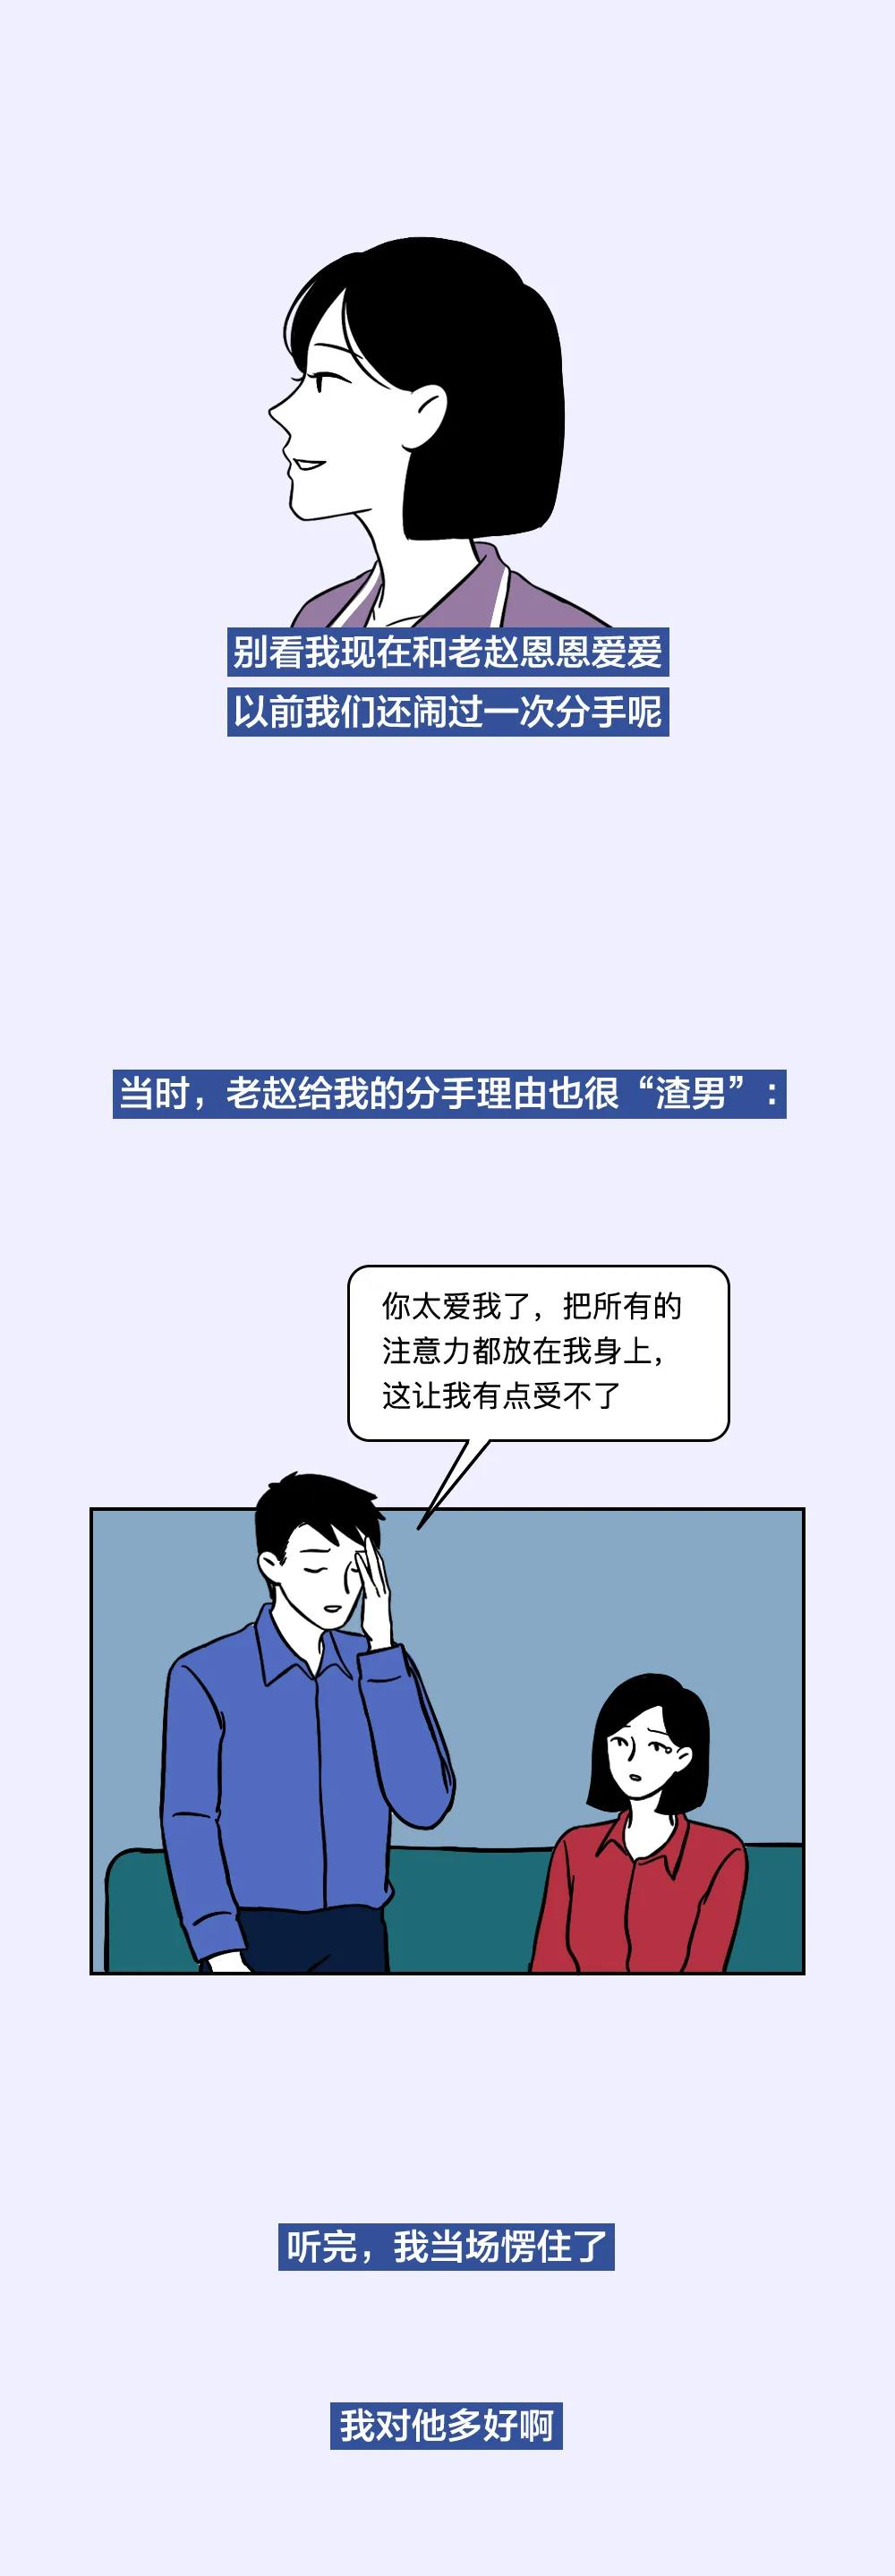 别看我现在和老赵恩恩爱爱
以前我们还闹过一次分手呢
当时，老赵给我的分手理由也很“渣男”：
你太爱我了，把所有的
注意力都放在我身上，
这让我有点受不了
听完，我当场愣住了
我对他多好啊